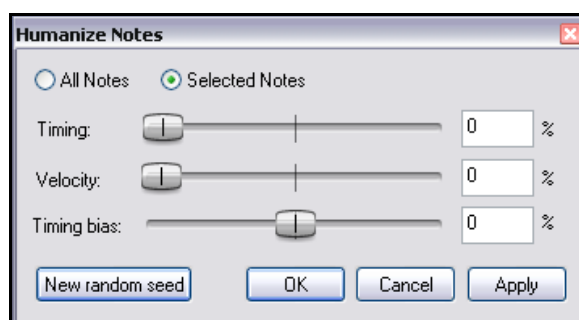 Humanize Notes
All Notes Selected Notes
Timing: 0 %
Velocity: 0 %
Timing bias: 0 %
New random seed OK Cancel Apply